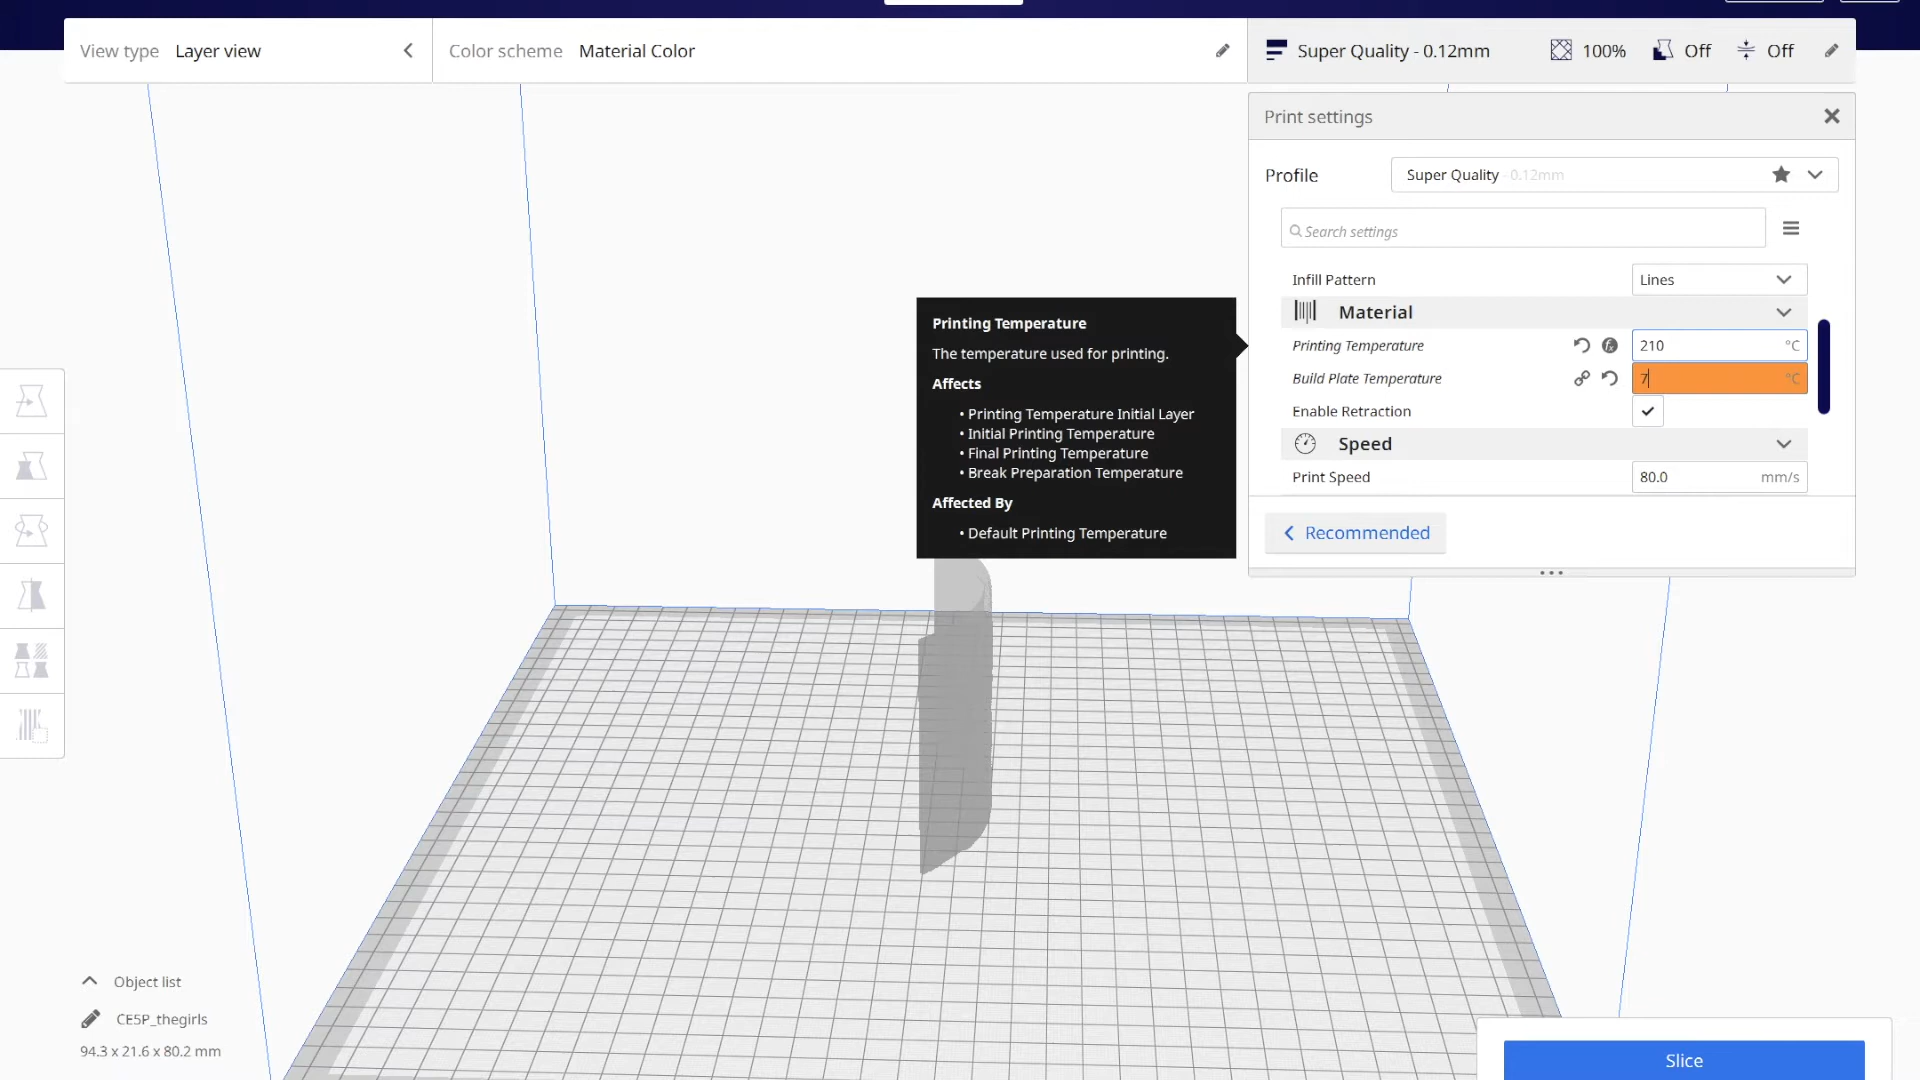 View type Layer view
Color scheme Material Color
Super Quality - 0.12mm 100% Off Off
Print settings
Profile Super Quality - 0.12mm
Search settings
Infill Pattern Lines
Material
Printing Temperature 210 °C
Build Plate Temperature 7 °C
Enable Retraction
Speed
Print Speed 80.0 mm/s
Recommended
Printing Temperature
The temperature used for printing.
Affects
• Printing Temperature Initial Layer
• Initial Printing Temperature
• Final Printing Temperature
• Break Preparation Temperature
Affected By
• Default Printing Temperature
Object list
CE5P_thegirls
94.3 x 21.6 x 80.2 mm
Slice